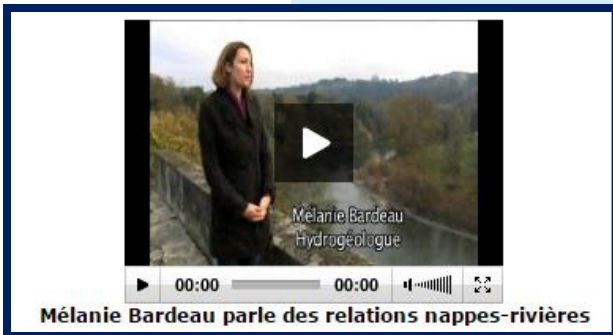 Mélanie Bardeau
Hydrogéologue
00:00 00:00
Mélanie Bardeau parle des relations nappes-rivières